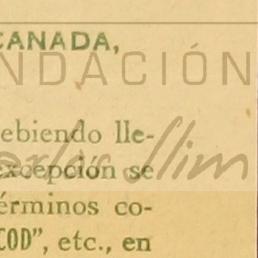 CANADA,
NDACIÓN
ebiendo lle-
Carlos Slim
excepción se
érminos co-
COD", etc., en